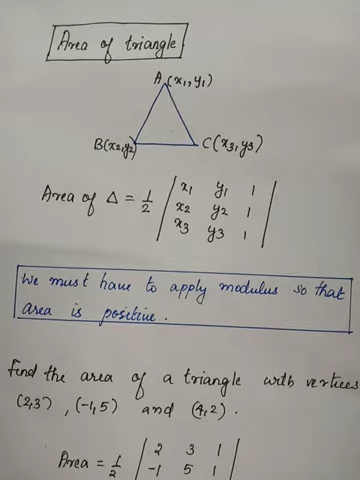 Area of triangle
A(x1, y1)
B(x2, y2) C(x3, y3)
Area of Δ = 1/2 | x1 y1 1
x2 y2 1
x3 y3 1 |
We must have to apply modulus so that
area is positive.
Find the area of a triangle with vertices
(2,3), (-1,5) and (4,2).
Area = 1/2 | 2 3 1
-1 5 1 |